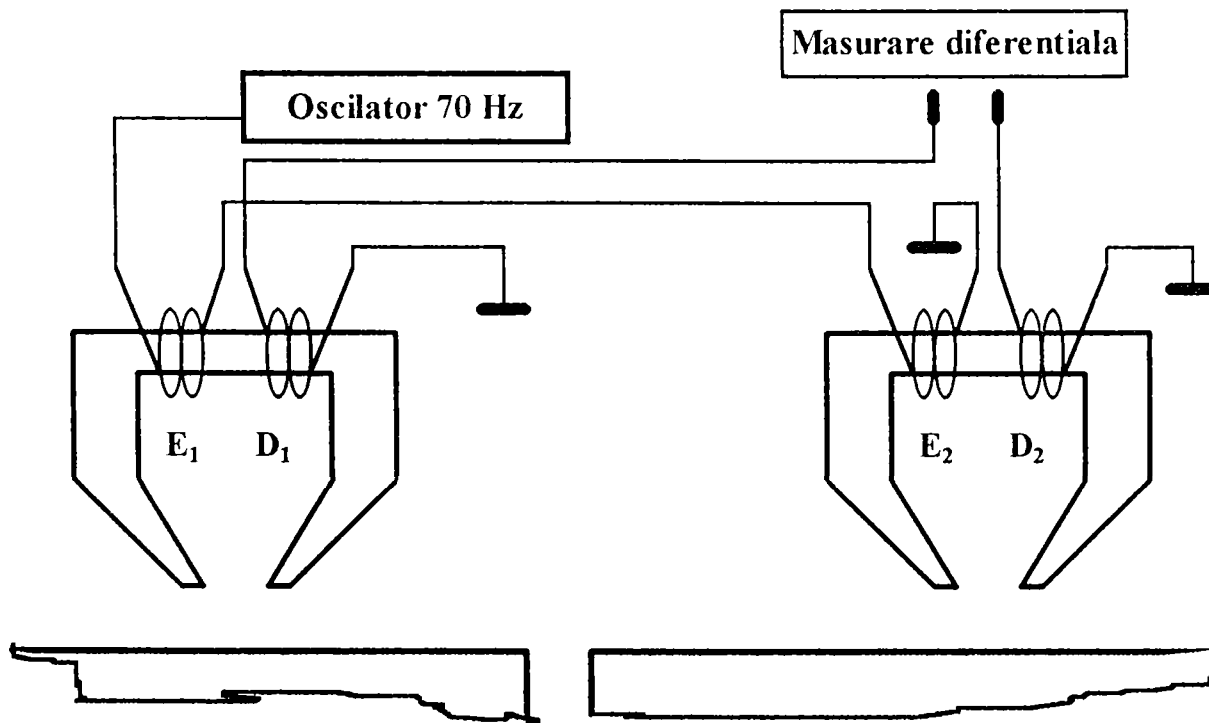 Masurare diferentiala
Oscilator 70 Hz
E₁ D₁ E₂ D₂